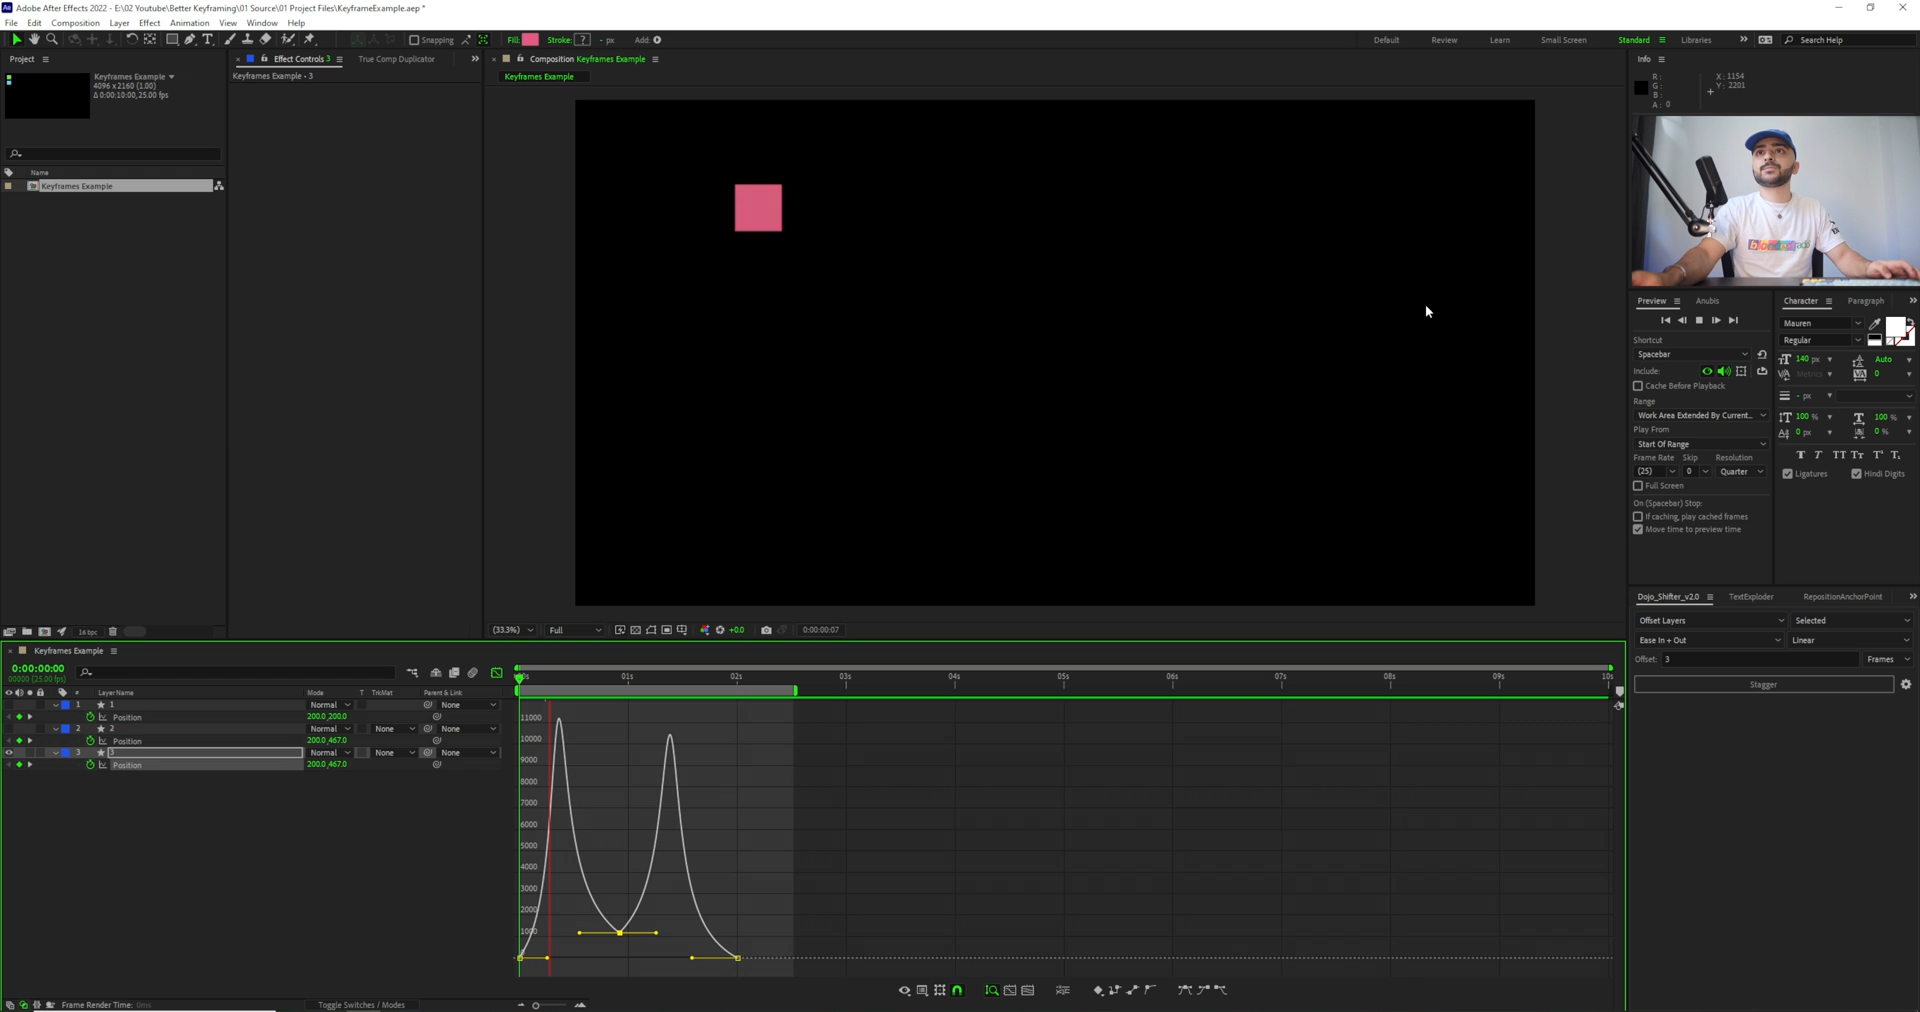 Adobe After Effects 2022 - E:\02 Youtube\Better Keyframing\01 Source\01 Project Files\KeyframeExample.aep *
File Edit Composition Layer Effect Animation View Window Help
Snapping Fill: Stroke: ? - px Add: Default Review Learn Small Screen Standard Libraries Search Help
Project
Keyframes Example
4096 x 2160 (1.00)
Δ 0:00:10:00, 25.00 fps
Name
Keyframes Example
16 bpc
Effect Controls 3 True Comp Duplicator
Keyframes Example • 3
Composition Keyframes Example
Keyframes Example
(33.3%) Full +0.0 0:00:00:07
Info
R :
G :
B :
A : 0
X : 1154
Y : 2201
Preview Anubis
Shortcut
Spacebar
Include:
Cache Before Playback
Range
Work Area Extended By Current...
Play From
Start Of Range
Frame Rate Skip Resolution
(25) 0 Quarter
Full Screen
On (Spacebar) Stop:
If caching, play cached frames
Move time to preview time
Character Paragraph
Mauren
Regular
140 px Auto
Metrics 0
- px
100 % 100 %
0 px 0 %
Ligatures Hindi Digits
Dojo_Shifter_v2.0 TextExploder RepositionAnchorPoint
Offset Layers Selected
Ease In + Out Linear
Offset: 3 Frames
Stagger
Keyframes Example
0:00:00:00
00000 (25.00 fps)
# Layer Name Mode T TrkMat Parent & Link
1 1 Normal None
Position 200.0,200.0
2 2 Normal None None
Position 200.0,467.0
3 3 Normal None None
Position 200.0,467.0
01s 02s 03s 04s 05s 06s 07s 08s 09s 10s
11000
10000
9000
8000
7000
6000
5000
4000
3000
2000
1000
Frame Render Time: 0ms Toggle Switches / Modes